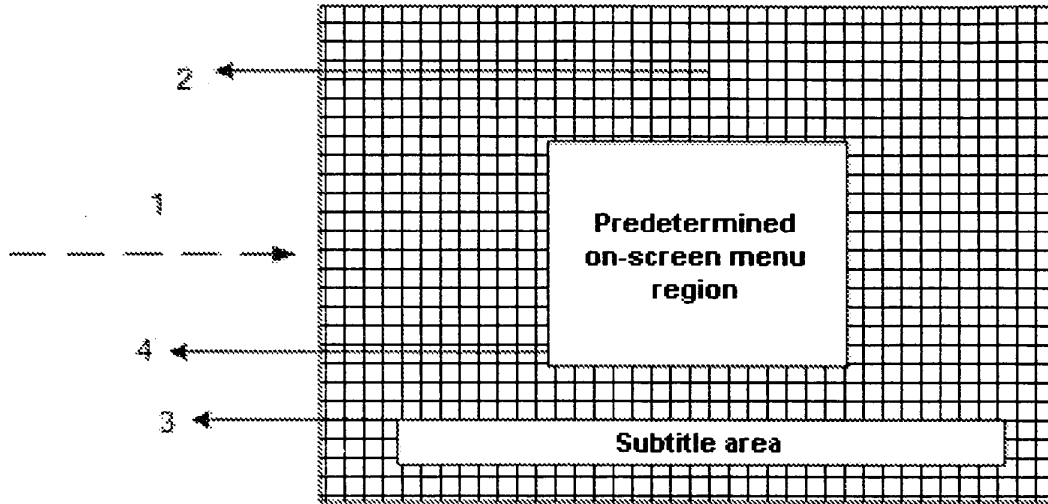 2
1
Predetermined
on-screen menu
region
4
3
Subtitle area